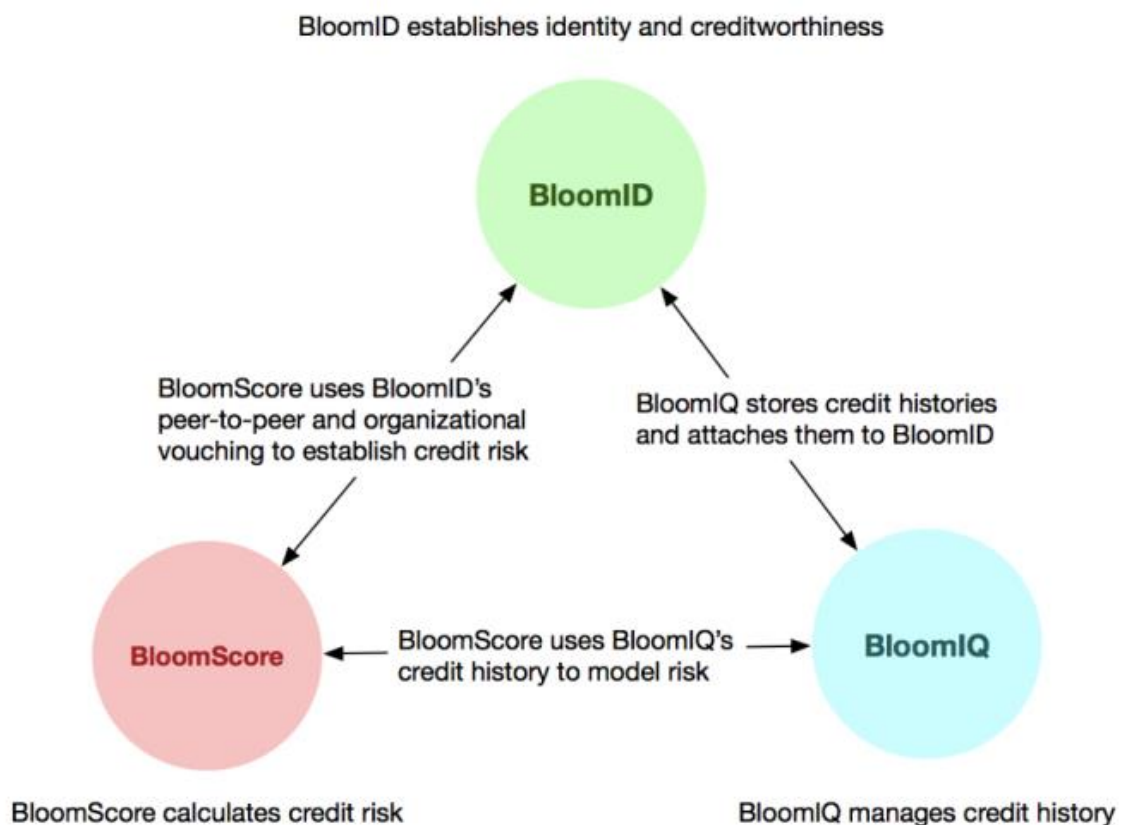 BloomID establishes identity and creditworthiness
BloomID
BloomScore uses BloomID's
peer-to-peer and organizational
vouching to establish credit risk
BloomIQ stores credit histories
and attaches them to BloomID
BloomScore
BloomScore uses BloomIQ's
credit history to model risk
BloomIQ
BloomScore calculates credit risk
BloomIQ manages credit history